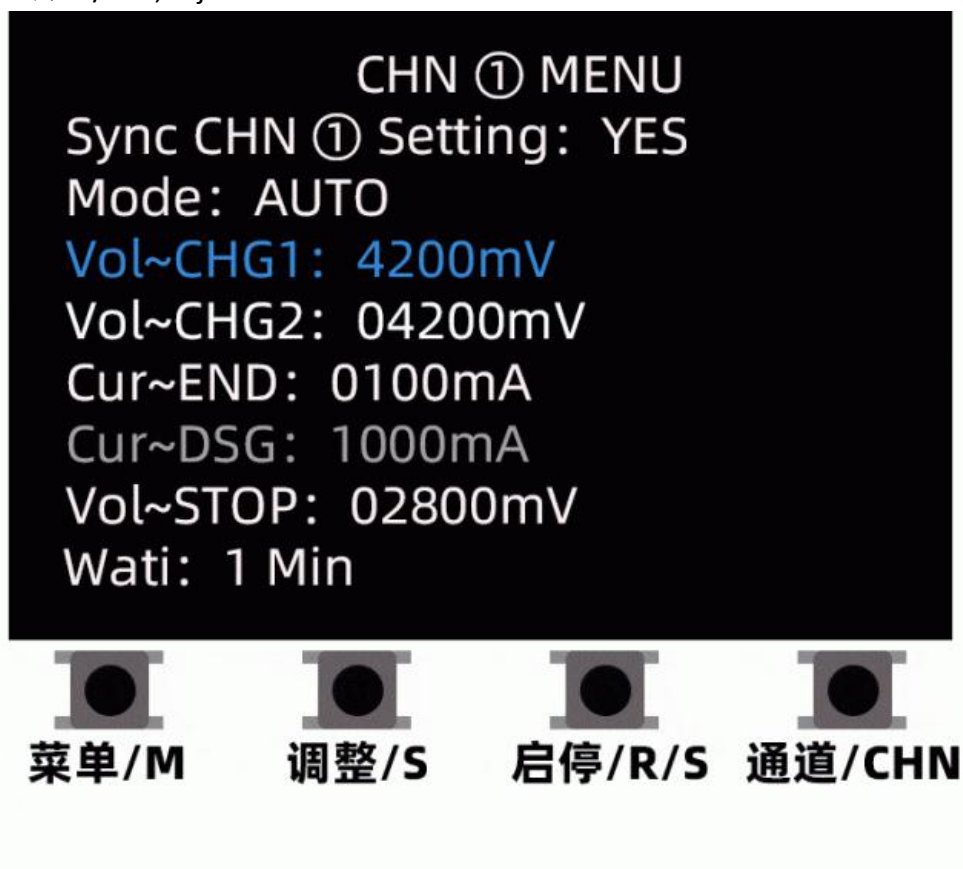 CHN ① MENU
Sync CHN ① Setting: YES
Mode: AUTO
Vol~CHG1: 4200mV
Vol~CHG2: 04200mV
Cur~END: 0100mA
Cur~DSG: 1000mA
Vol~STOP: 02800mV
Wati: 1 Min
菜单/M 调整/S 启停/R/S 通道/CHN